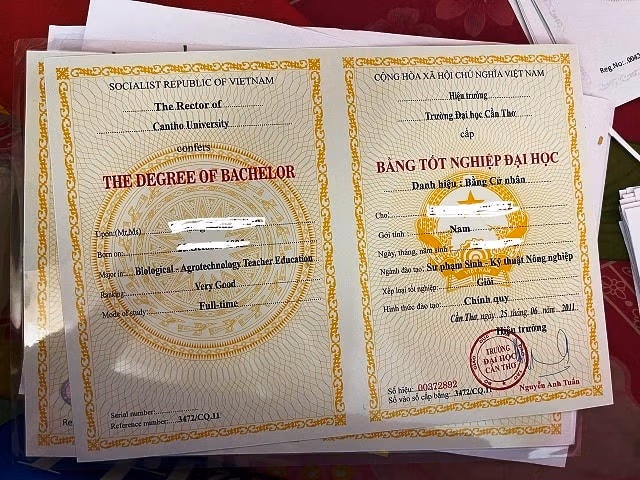 SOCIALIST REPUBLIC OF VIETNAM
The Rector of
Cantho University
confers
THE DEGREE OF BACHELOR
Upon:(Mr,Ms)
Born on:
Major in: Biological - Agrotechnology Teacher Education
Ranking: Very Good
Mode of study: Full-time
Serial number:
Reference number: 3472/CQ.11
CỘNG HÒA XÃ HỘI CHỦ NGHĨA VIỆT NAM
Hiệu trưởng
Trường Đại học Cần Thơ
cấp
BẰNG TỐT NGHIỆP ĐẠI HỌC
Danh hiệu : Bằng Cử nhân
Cho:
Giới tính : Nam
Ngày, tháng, năm sinh
Ngành đào tạo: Sư phạm Sinh - Kỹ thuật Nông nghiệp
Xếp loại tốt nghiệp: Giỏi
Hình thức đào tạo: Chính quy
Cần Thơ, ngày 25 tháng 06 năm 2011
Hiệu trưởng
TRƯỜNG
ĐẠI HỌC
CẦN THƠ
Số hiệu: 00372892
Số vào sổ cấp bằng: 3472/CQ.11
Nguyễn Anh Tuấn
Reg.No: